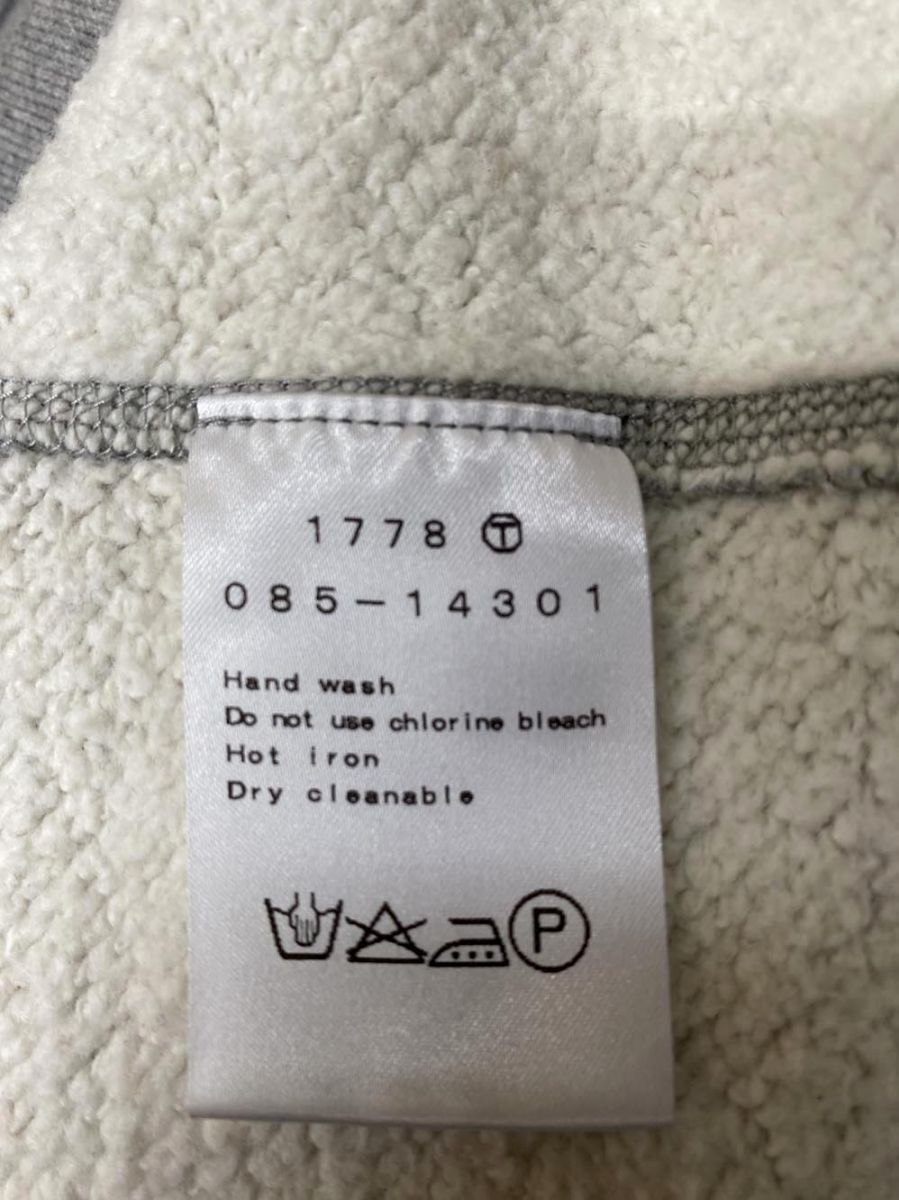 1778 Ⓣ
085-14301
Hand wash
Do not use chlorine bleach
Hot iron
Dry cleanable
P